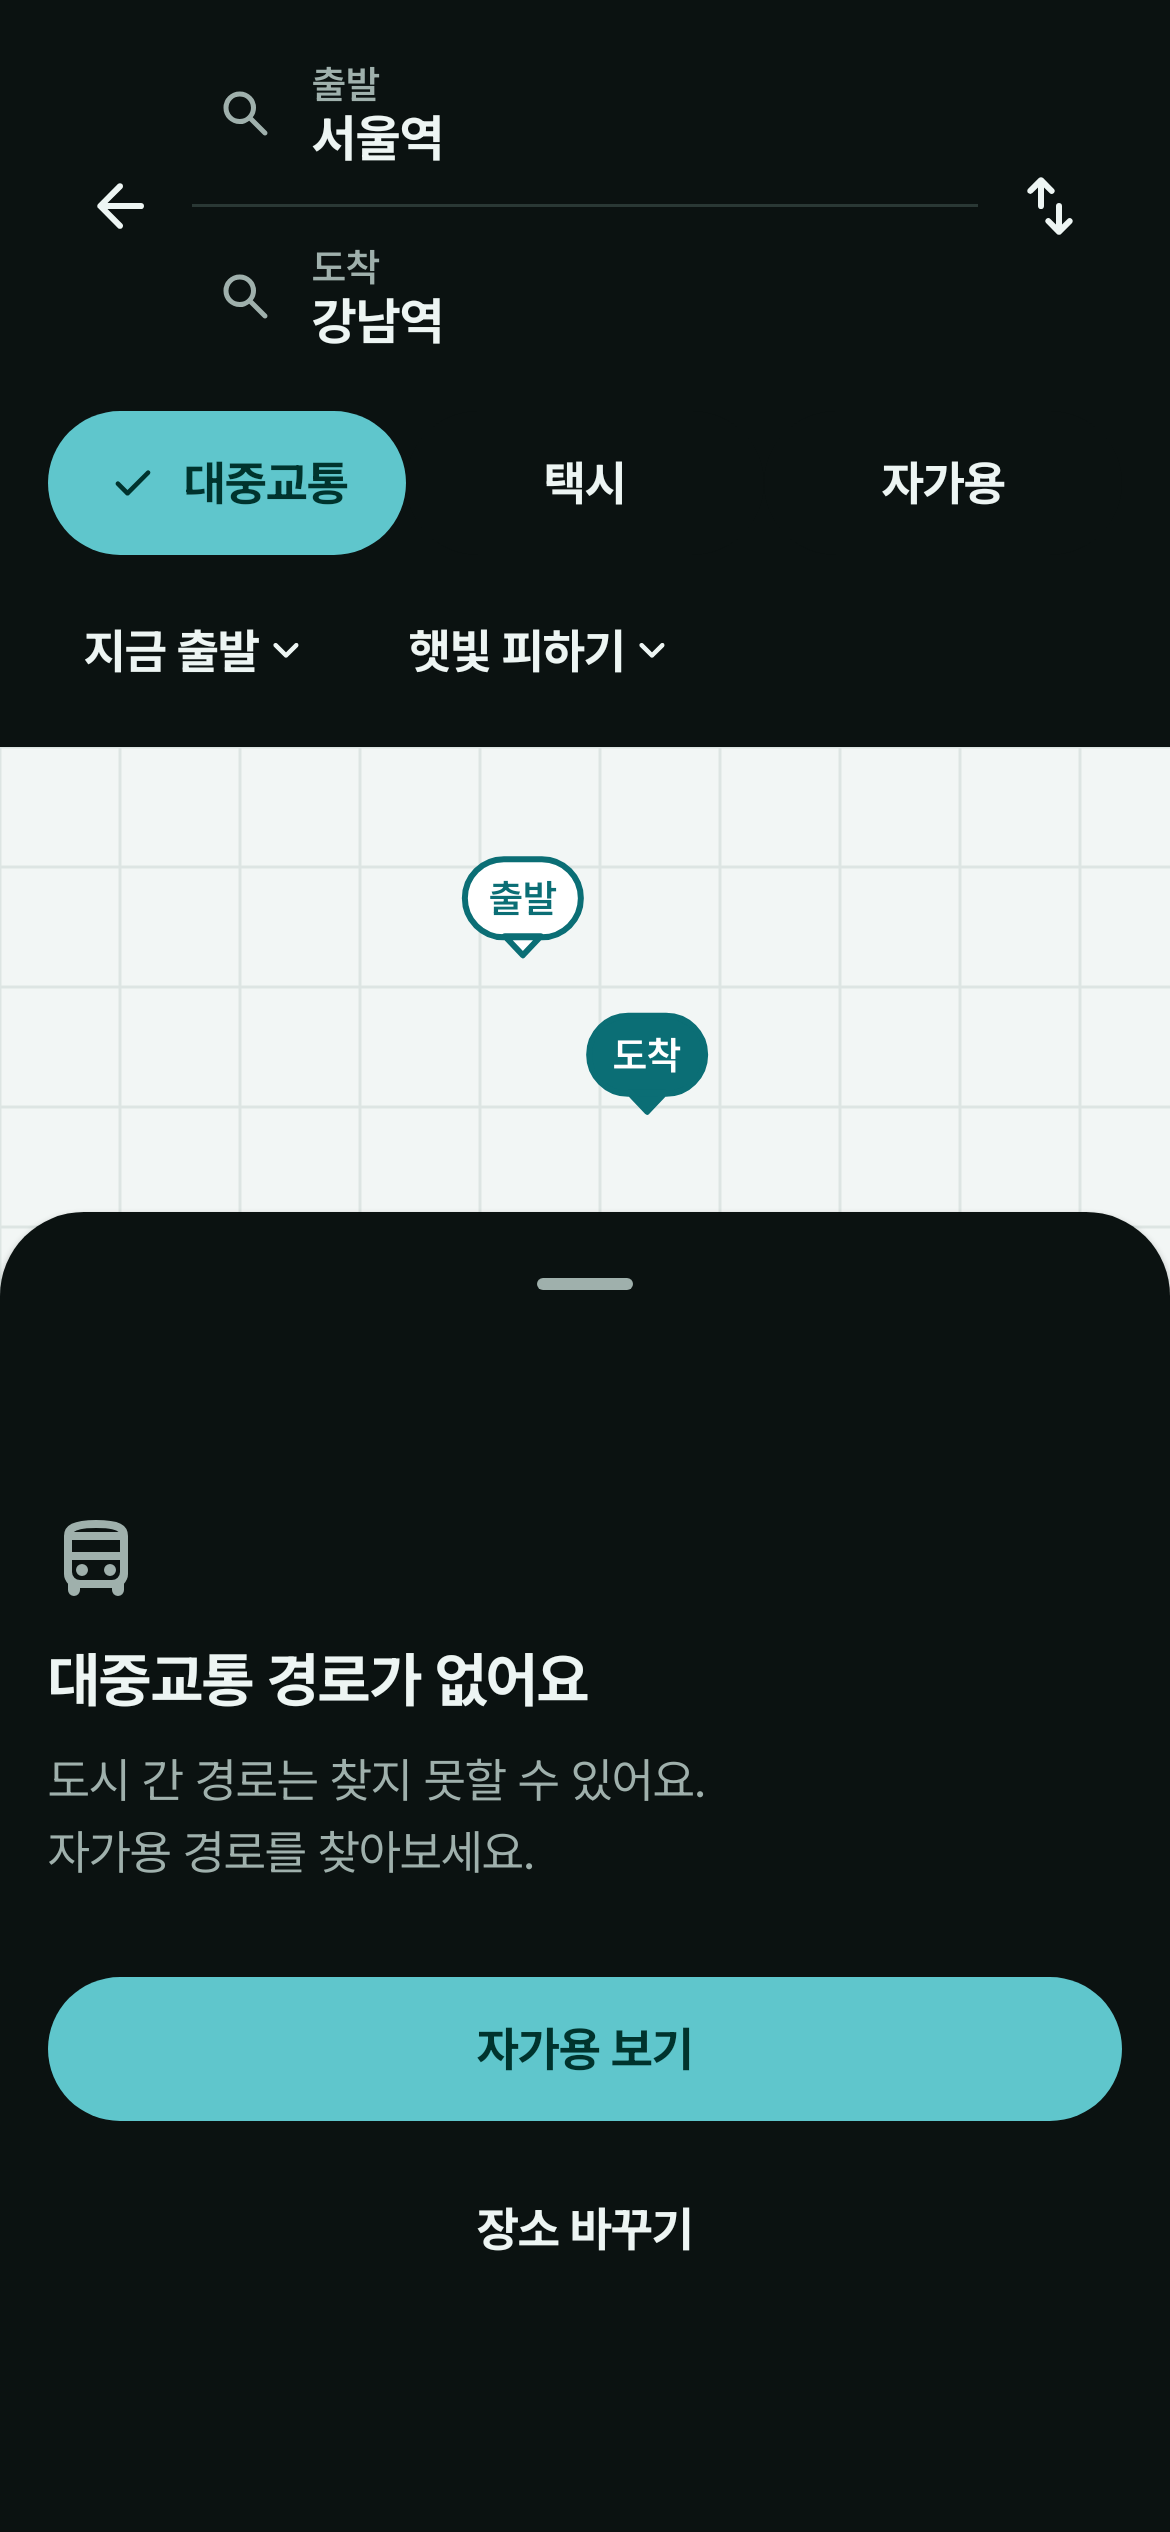 출발
서울역
도착
강남역
대중교통
택시
자가용
지금 출발
햇빛 피하기
출발
도착
대중교통 경로가 없어요
도시 간 경로는 찾지 못할 수 있어요.
자가용 경로를 찾아보세요.
자가용 보기
장소 바꾸기